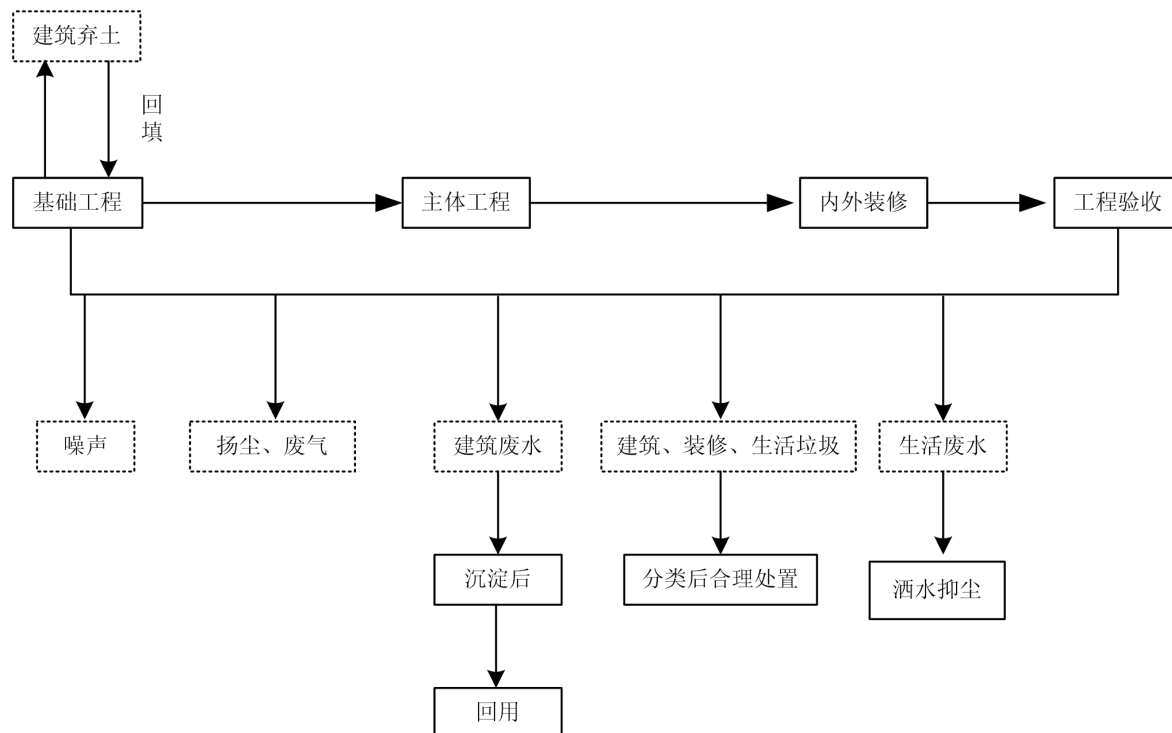 建筑弃土
回
填
基础工程
主体工程
内外装修
工程验收
噪声
扬尘、废气
建筑废水
建筑、装修、生活垃圾
生活废水
沉淀后
分类后合理处置
洒水抑尘
回用